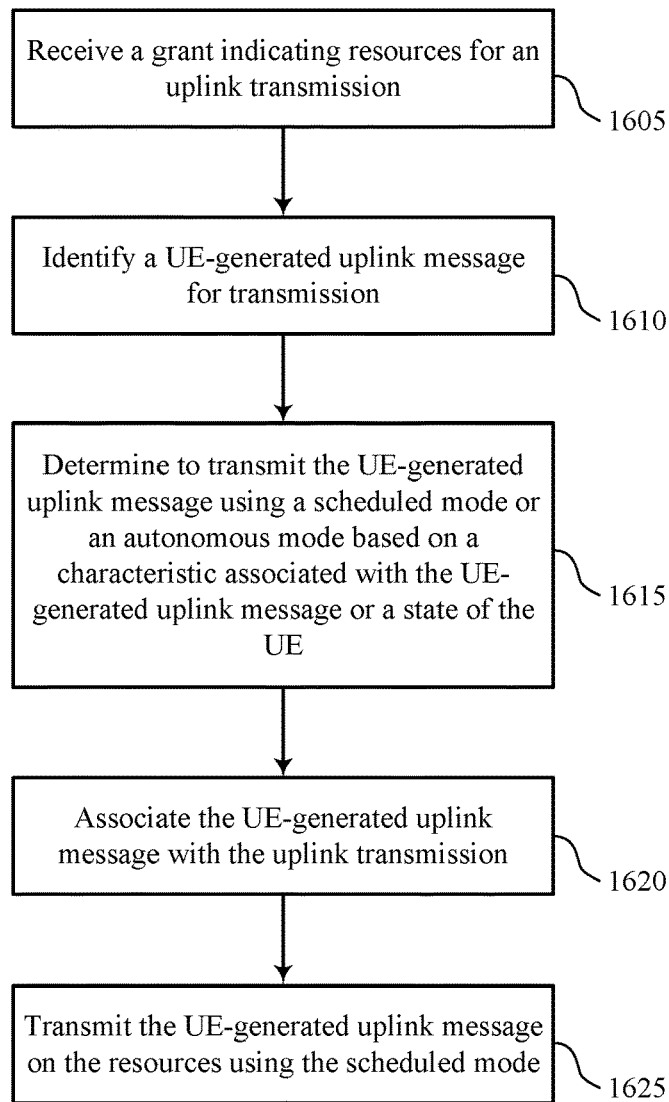 Receive a grant indicating resources for an
uplink transmission
1605
Identify a UE-generated uplink message
for transmission
1610
Determine to transmit the UE-generated
uplink message using a scheduled mode or
an autonomous mode based on a
characteristic associated with the UE-
generated uplink message or a state of the
UE
1615
Associate the UE-generated uplink
message with the uplink transmission
1620
Transmit the UE-generated uplink message
on the resources using the scheduled mode
1625